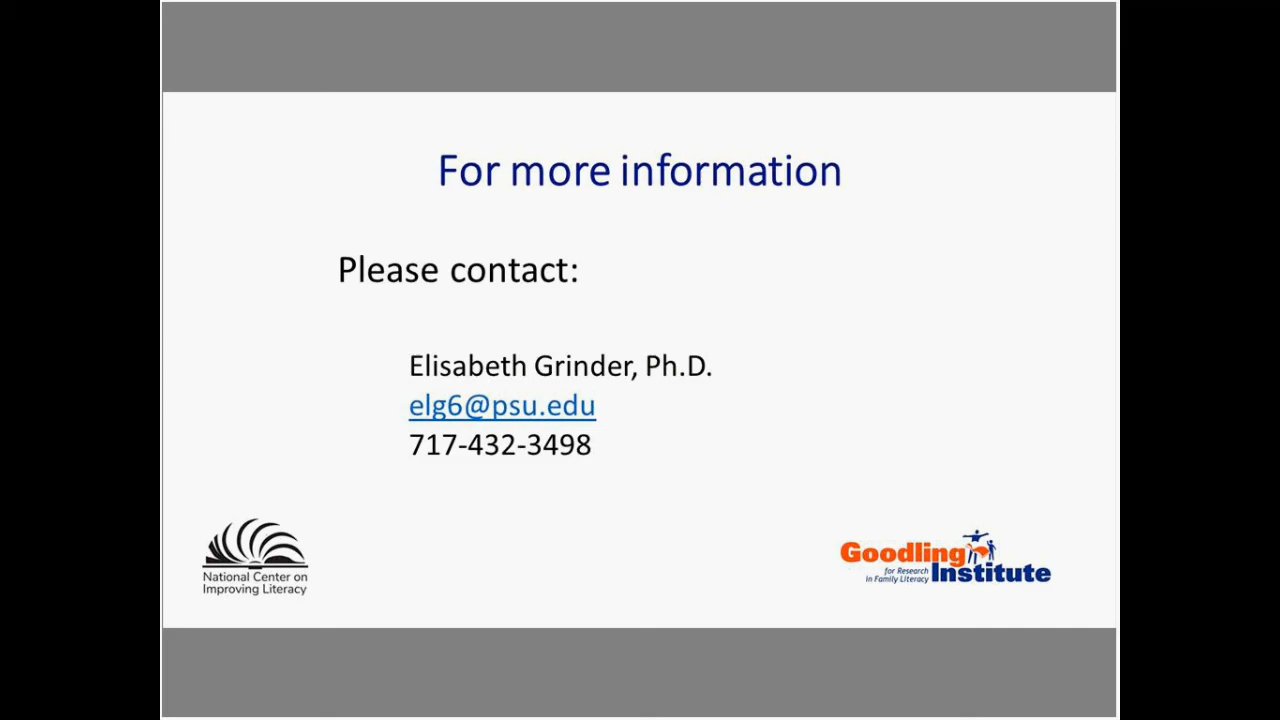 For more information
Please contact:
Elisabeth Grinder, Ph.D.
elg6@psu.edu
717-432-3498
National Center on
Improving Literacy
Goodling
for Research
in Family Literacy
Institute